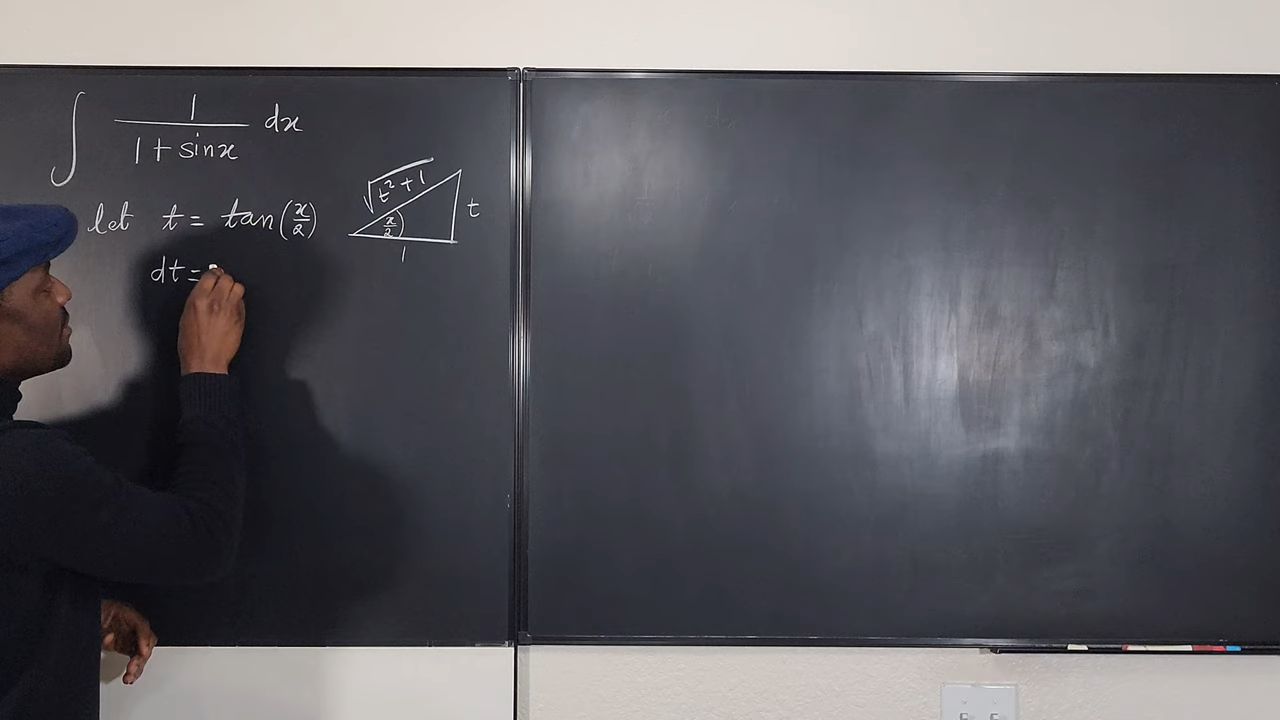 ∫ 1/(1 + sinx) dx
let t = tan(x/2)
√(t² + 1)
x/2
t
1
dt =